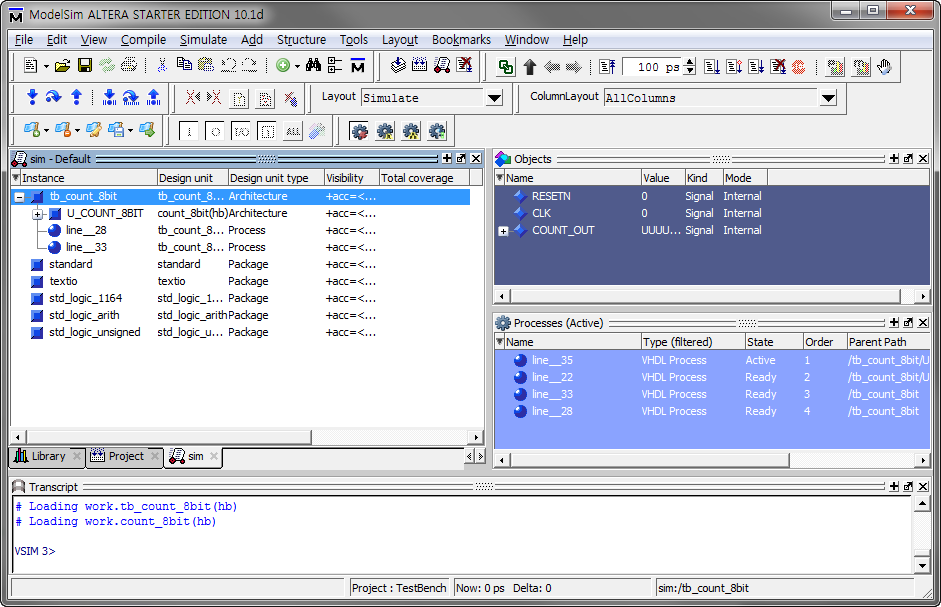 ModelSim ALTERA STARTER EDITION 10.1d
File Edit View Compile Simulate Add Structure Tools Layout Bookmarks Window Help
100 ps
Layout Simulate
ColumnLayout AllColumns
ALL
sim - Default
Instance Design unit Design unit type Visibility Total coverage
tb_count_8bit tb_count_8... Architecture +acc=<...
U_COUNT_8BIT count_8bit(hb) Architecture +acc=<...
line__28 tb_count_8... Process +acc=<...
line__33 tb_count_8... Process +acc=<...
standard standard Package +acc=<...
textio textio Package +acc=<...
std_logic_1164 std_logic_1... Package +acc=<...
std_logic_arith std_logic_arith Package +acc=<...
std_logic_unsigned std_logic_u... Package +acc=<...
Library Project sim
Objects
Name Value Kind Mode
RESETN 0 Signal Internal
CLK 0 Signal Internal
COUNT_OUT UUUU... Signal Internal
Processes (Active)
Name Type (filtered) State Order Parent Path
line__35 VHDL Process Active 1 /tb_count_8bit/U
line__22 VHDL Process Ready 2 /tb_count_8bit/U
line__33 VHDL Process Ready 3 /tb_count_8bit
line__28 VHDL Process Ready 4 /tb_count_8bit
Transcript
# Loading work.tb_count_8bit(hb)
# Loading work.count_8bit(hb)
VSIM 3>
Project : TestBench Now: 0 ps Delta: 0 sim:/tb_count_8bit